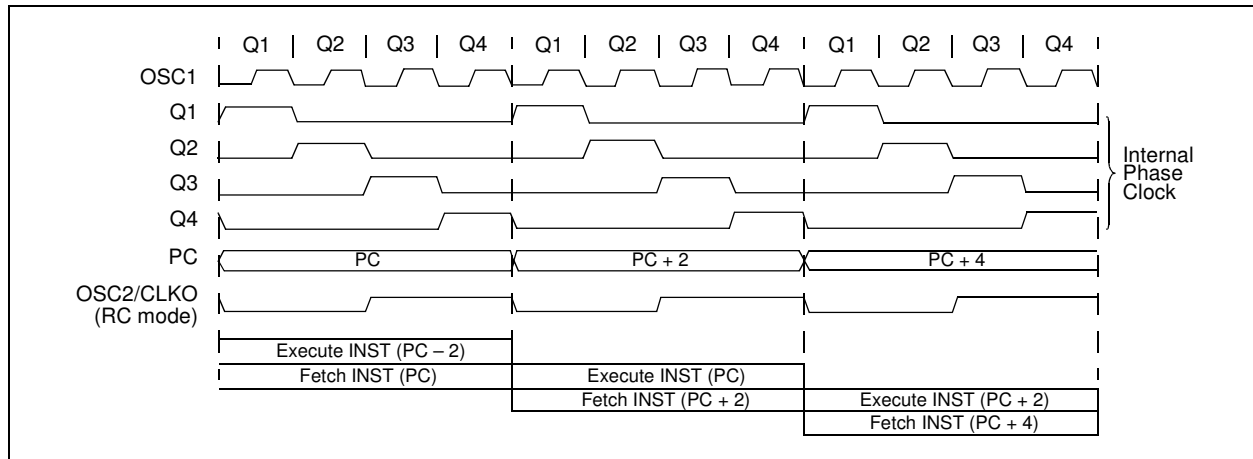 Q1 | Q2 | Q3 | Q4 | Q1 | Q2 | Q3 | Q4 | Q1 | Q2 | Q3 | Q4
OSC1
Q1
Q2
Q3
Q4
Internal
Phase
Clock
PC
PC
PC + 2
PC + 4
OSC2/CLKO
(RC mode)
Execute INST (PC – 2)
Fetch INST (PC)
Execute INST (PC)
Fetch INST (PC + 2)
Execute INST (PC + 2)
Fetch INST (PC + 4)